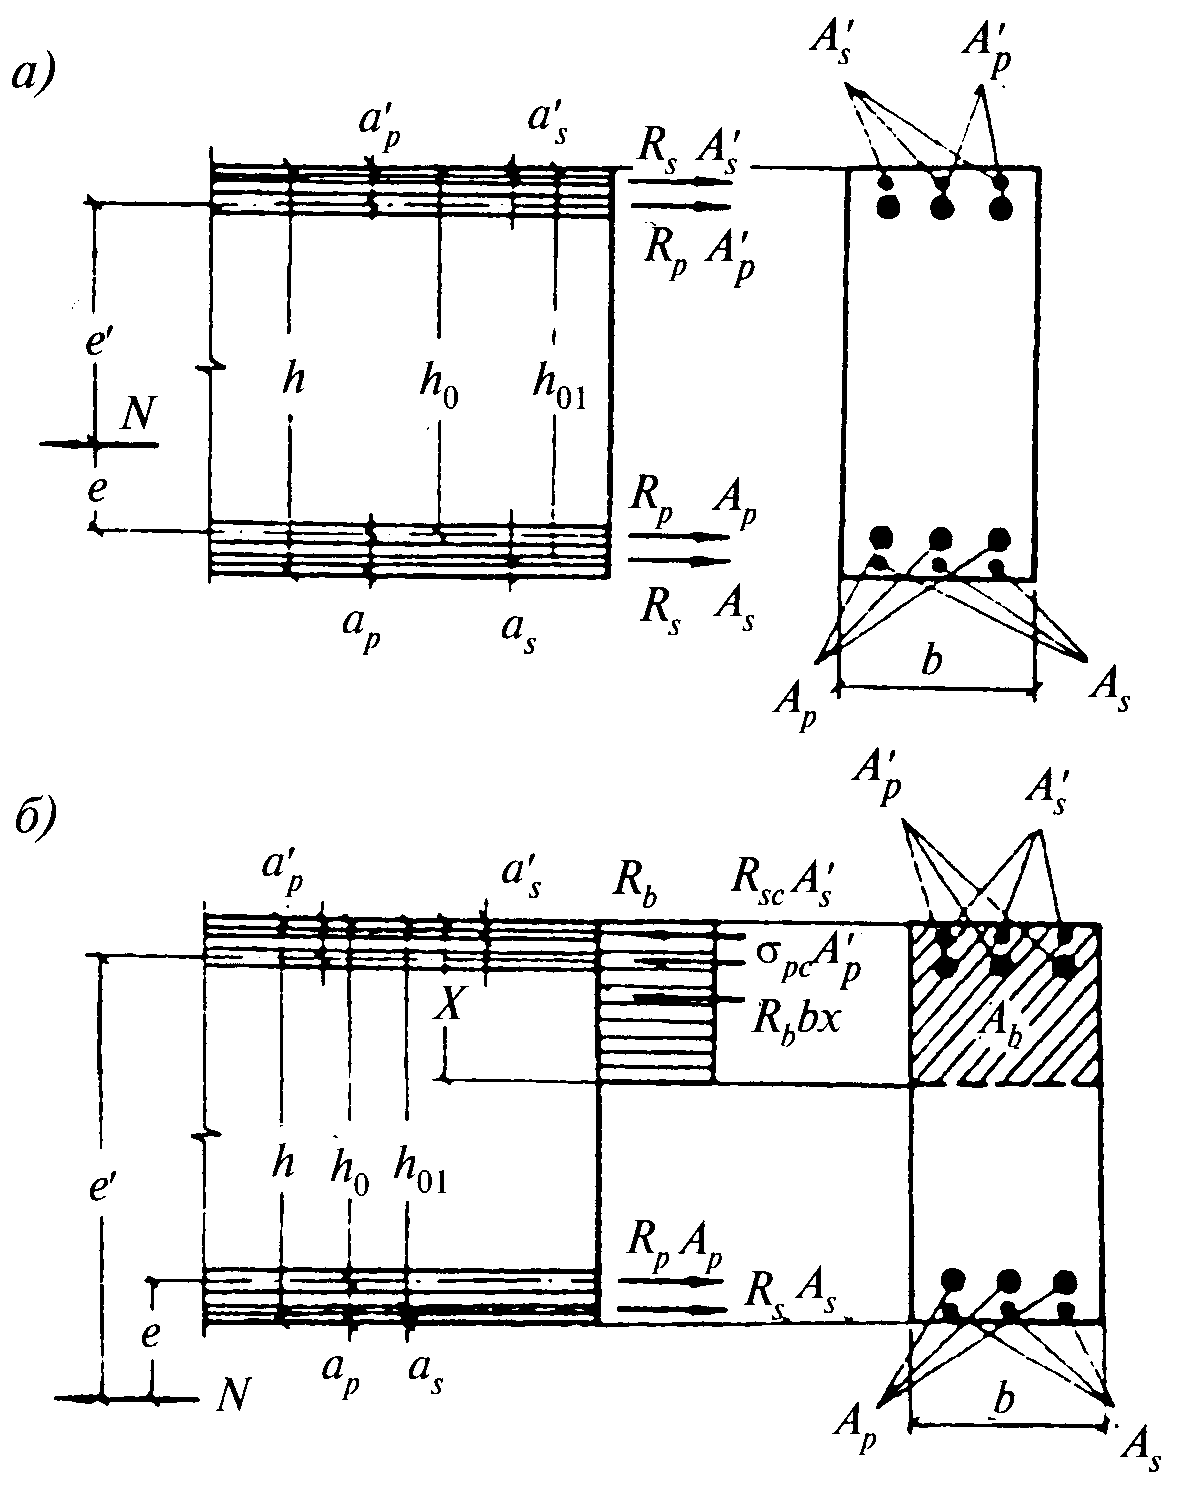 а)
A′s A′p
a′p a′s
Rs A′s
Rp A′p
e′
h h0 h01
N
e
Rp Ap
Rs As
ap as
b
Ap As
б)
A′p A′s
a′p a′s Rb Rsc A′s
σpc A′p
X
Rb bx
Ab
e′
h h0 h01
Rp Ap
Rs As
e
ap as
N
b
Ap As